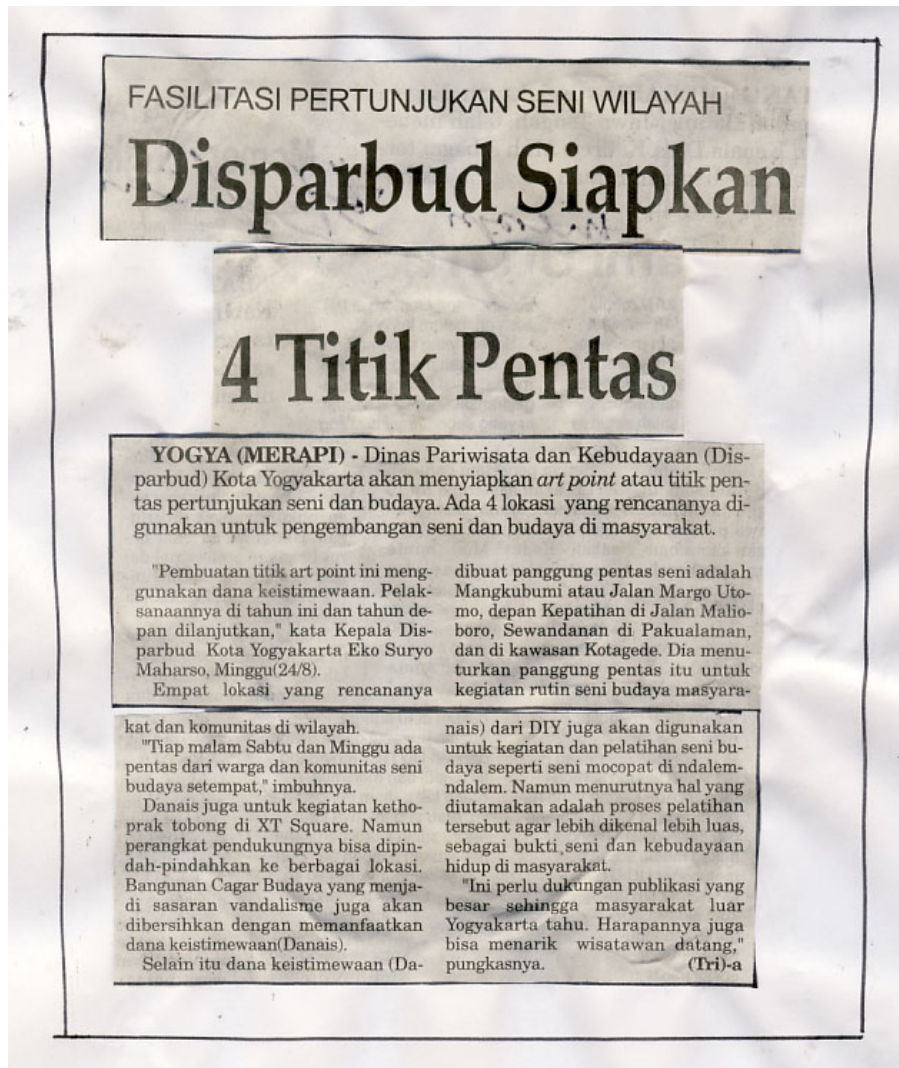 FASILITASI PERTUNJUKAN SENI WILAYAH
Disparbud Siapkan
4 Titik Pentas
YOGYA (MERAPI) - Dinas Pariwisata dan Kebudayaan (Dis-
parbud) Kota Yogyakarta akan menyiapkan art point atau titik pen-
tas pertunjukan seni dan budaya. Ada 4 lokasi yang rencananya di-
gunakan untuk pengembangan seni dan budaya di masyarakat.
"Pembuatan titik art point ini meng-
gunakan dana keistimewaan. Pelak-
sanaannya di tahun ini dan tahun de-
pan dilanjutkan," kata Kepala Dis-
parbud Kota Yogyakarta Eko Suryo
Maharso, Minggu(24/8).
Empat lokasi yang rencananya
dibuat panggung pentas seni adalah
Mangkubumi atau Jalan Margo Uto-
mo, depan Kepatihan di Jalan Malio-
boro, Sewandanan di Pakualaman,
dan di kawasan Kotagede. Dia menu-
turkan panggung pentas itu untuk
kegiatan rutin seni budaya masyara-
kat dan komunitas di wilayah.
"Tiap malam Sabtu dan Minggu ada
pentas dari warga dan komunitas seni
budaya setempat," imbuhnya.
Danais juga untuk kegiatan ketho-
prak tobong di XT Square. Namun
perangkat pendukungnya bisa dipin-
dah-pindahkan ke berbagai lokasi.
Bangunan Cagar Budaya yang menja-
di sasaran vandalisme juga akan
dibersihkan dengan memanfaatkan
dana keistimewaan(Danais).
Selain itu dana keistimewaan (Da-
nais) dari DIY juga akan digunakan
untuk kegiatan dan pelatihan seni bu-
daya seperti seni mocopat di ndalem-
ndalem. Namun menurutnya hal yang
diutamakan adalah proses pelatihan
tersebut agar lebih dikenal lebih luas,
sebagai bukti seni dan kebudayaan
hidup di masyarakat.
"Ini perlu dukungan publikasi yang
besar sehingga masyarakat luar
Yogyakarta tahu. Harapannya juga
bisa menarik wisatawan datang,"
pungkasnya. (Tri)-a